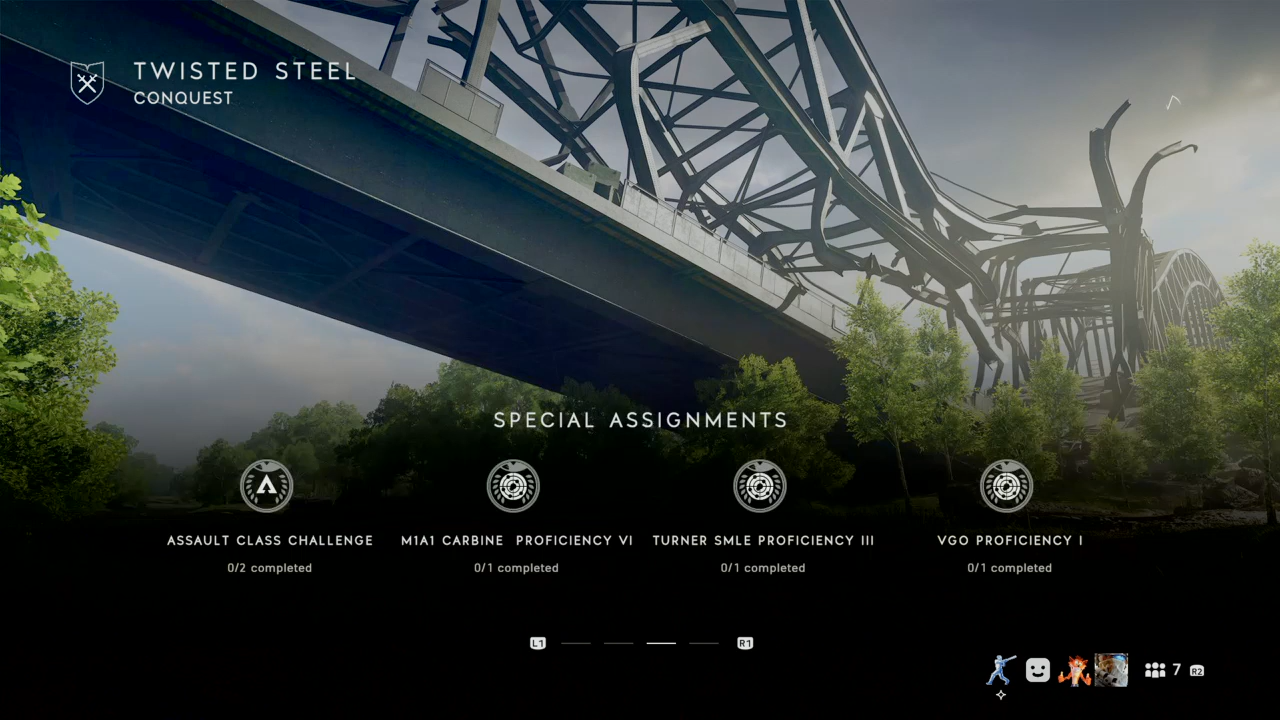 TWISTED STEEL
CONQUEST
SPECIAL ASSIGNMENTS
ASSAULT CLASS CHALLENGE
0/2 completed
M1A1 CARBINE PROFICIENCY VI
0/1 completed
TURNER SMLE PROFICIENCY III
0/1 completed
VGO PROFICIENCY I
0/1 completed
L1
R1
7
R2